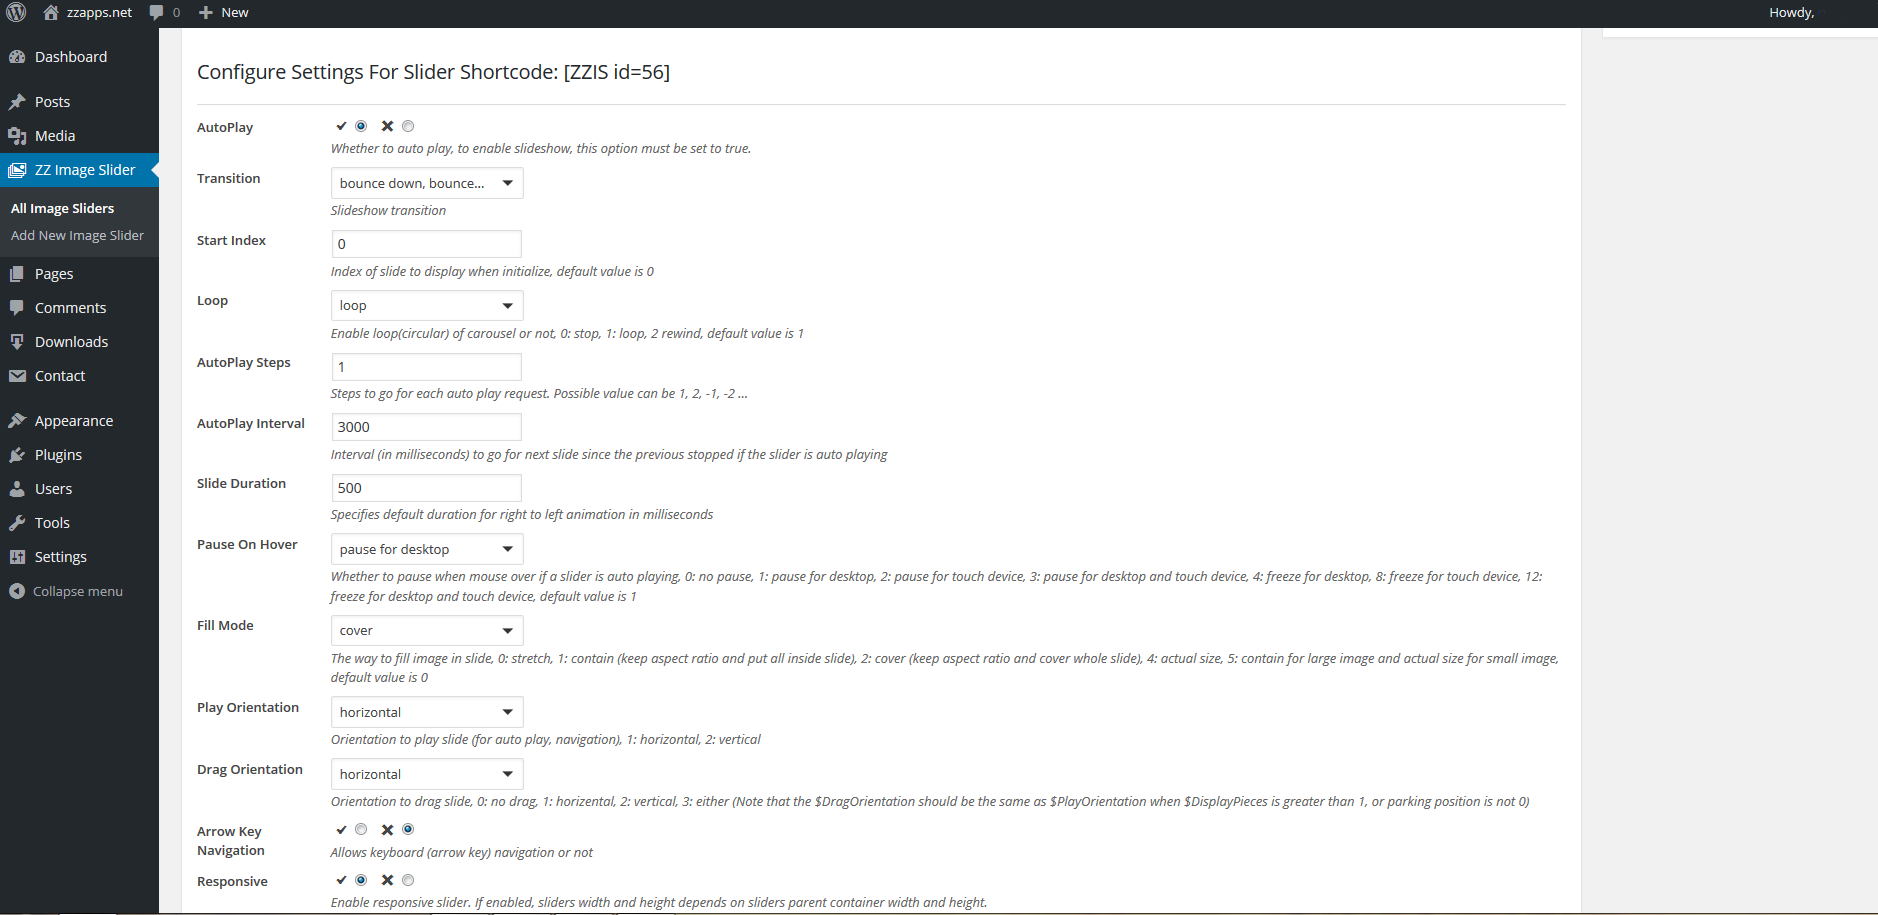 zzapps.net 0 New Howdy,
Dashboard
Posts
Media
ZZ Image Slider
All Image Sliders
Add New Image Slider
Pages
Comments
Downloads
Contact
Appearance
Plugins
Users
Tools
Settings
Collapse menu
Configure Settings For Slider Shortcode: [ZZIS id=56]
AutoPlay
Whether to auto play, to enable slideshow, this option must be set to true.
Transition
bounce down, bounce...
Slideshow transition
Start Index
0
Index of slide to display when initialize, default value is 0
Loop
loop
Enable loop(circular) of carousel or not, 0: stop, 1: loop, 2 rewind, default value is 1
AutoPlay Steps
1
Steps to go for each auto play request. Possible value can be 1, 2, -1, -2 ...
AutoPlay Interval
3000
Interval (in milliseconds) to go for next slide since the previous stopped if the slider is auto playing
Slide Duration
500
Specifies default duration for right to left animation in milliseconds
Pause On Hover
pause for desktop
Whether to pause when mouse over if a slider is auto playing, 0: no pause, 1: pause for desktop, 2: pause for touch device, 3: pause for desktop and touch device, 4: freeze for desktop, 8: freeze for touch device, 12:
freeze for desktop and touch device, default value is 1
Fill Mode
cover
The way to fill image in slide, 0: stretch, 1: contain (keep aspect ratio and put all inside slide), 2: cover (keep aspect ratio and cover whole slide), 4: actual size, 5: contain for large image and actual size for small image,
default value is 0
Play Orientation
horizontal
Orientation to play slide (for auto play, navigation), 1: horizontal, 2: vertical
Drag Orientation
horizontal
Orientation to drag slide, 0: no drag, 1: horizental, 2: vertical, 3: either (Note that the $DragOrientation should be the same as $PlayOrientation when $DisplayPieces is greater than 1, or parking position is not 0)
Arrow Key
Navigation
Allows keyboard (arrow key) navigation or not
Responsive
Enable responsive slider. If enabled, sliders width and height depends on sliders parent container width and height.